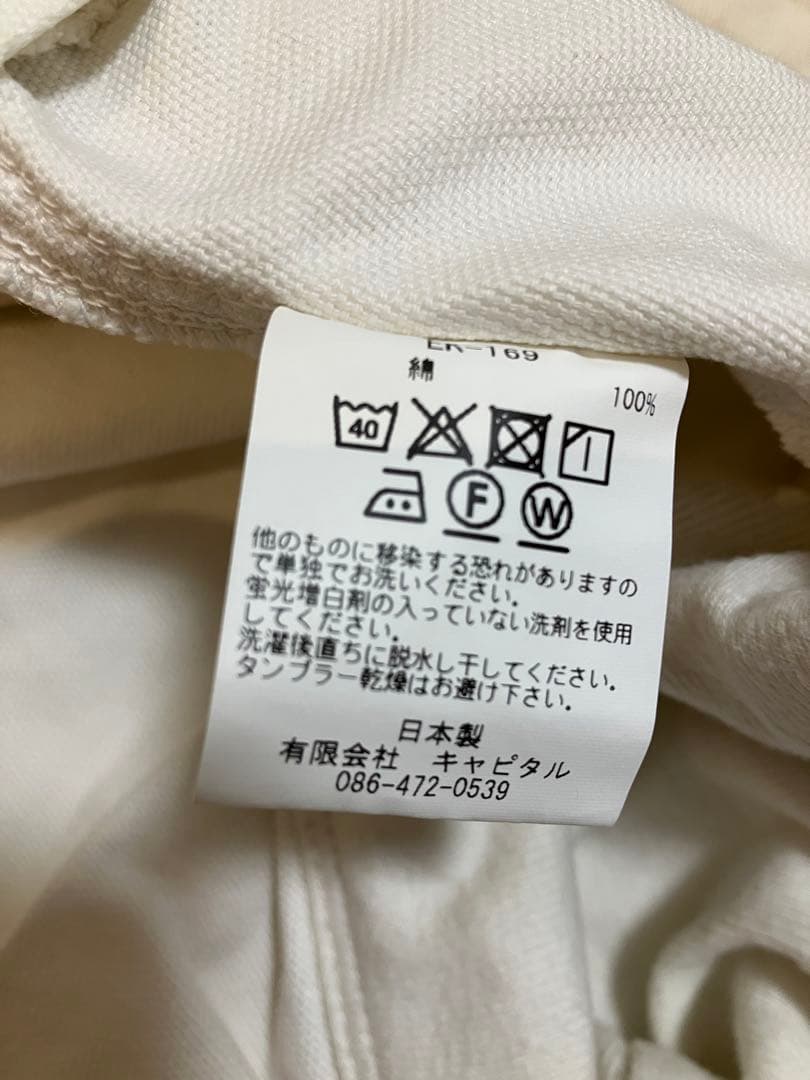 EK-169
綿
100%
40
F W
他のものに移染する恐れがありますの
で単独でお洗いください.
蛍光増白剤の入っていない洗剤を使用
してください.
洗濯後直ちに脱水し干してください.
タンブラー乾燥はお避け下さい.
日本製
有限会社 キャピタル
086-472-0539